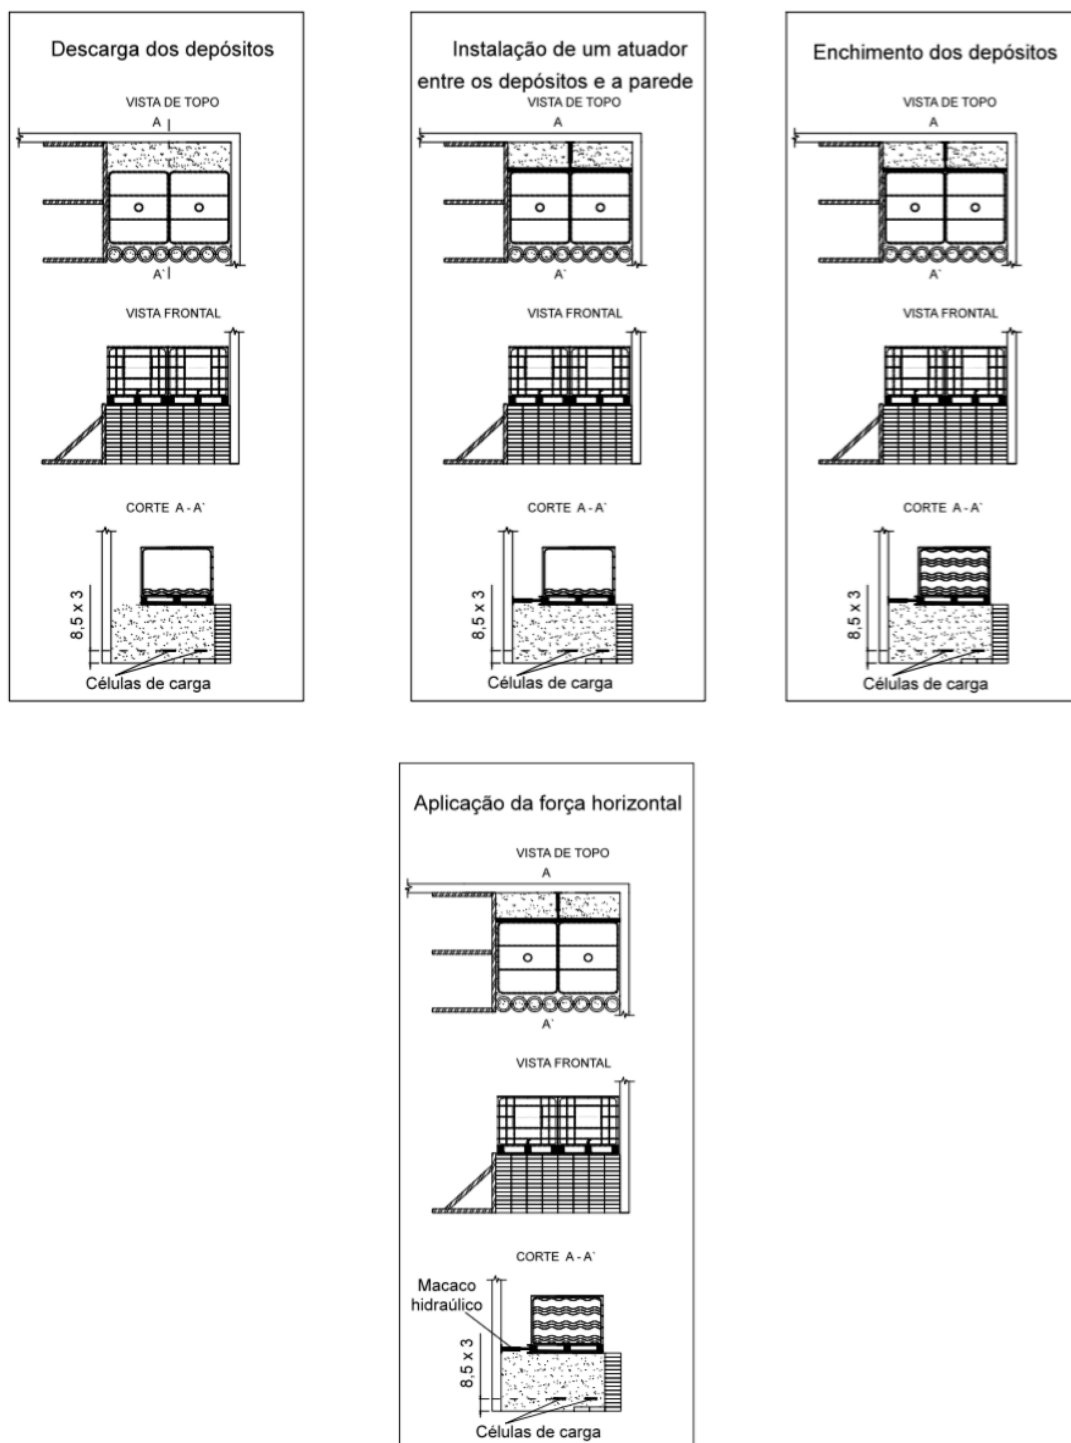 Descarga dos depósitos
VISTA DE TOPO
A
A`
VISTA FRONTAL
CORTE A - A`
8,5 x 3
Células de carga
Instalação de um atuador
entre os depósitos e a parede
VISTA DE TOPO
A
A`
VISTA FRONTAL
CORTE A - A`
8,5 x 3
Células de carga
Enchimento dos depósitos
VISTA DE TOPO
A
A`
VISTA FRONTAL
CORTE A - A`
8,5 x 3
Células de carga
Aplicação da força horizontal
VISTA DE TOPO
A
A`
VISTA FRONTAL
CORTE A - A`
Macaco
hidraúlico
8,5 x 3
Células de carga